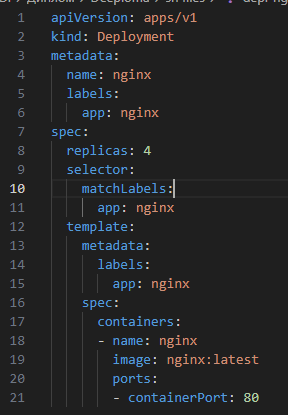 1 apiVersion: apps/v1
2 kind: Deployment
3 metadata:
4   name: nginx
5   labels:
6     app: nginx
7 spec:
8   replicas: 4
9   selector:
10     matchLabels:
11       app: nginx
12   template:
13     metadata:
14       labels:
15         app: nginx
16     spec:
17       containers:
18       - name: nginx
19         image: nginx:latest
20         ports:
21         - containerPort: 80